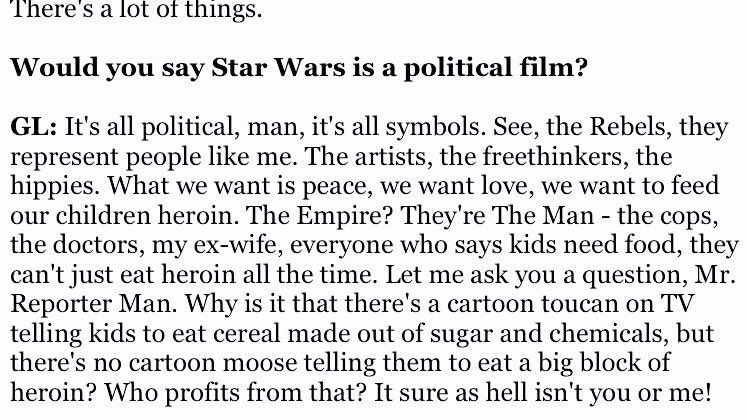 There's a lot of things.
Would you say Star Wars is a political film?
GL: It's all political, man, it's all symbols. See, the Rebels, they
represent people like me. The artists, the freethinkers, the
hippies. What we want is peace, we want love, we want to feed
our children heroin. The Empire? They're The Man - the cops,
the doctors, my ex-wife, everyone who says kids need food, they
can't just eat heroin all the time. Let me ask you a question, Mr.
Reporter Man. Why is it that there's a cartoon toucan on TV
telling kids to eat cereal made out of sugar and chemicals, but
there's no cartoon moose telling them to eat a big block of
heroin? Who profits from that? It sure as hell isn't you or me!